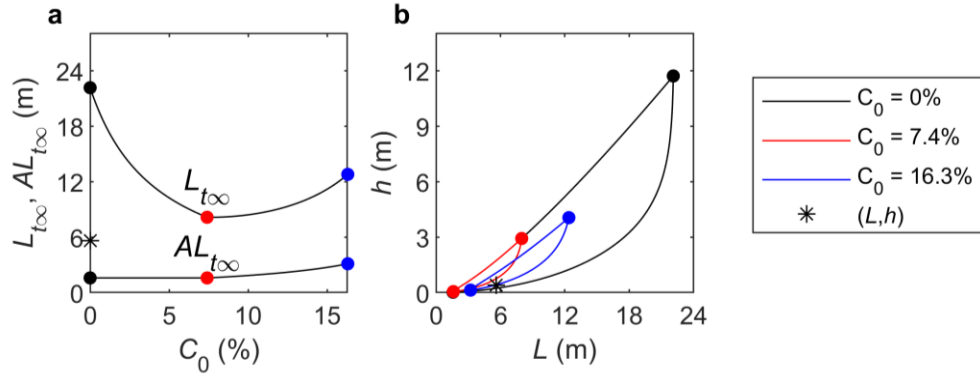 a
L_{t∞}, AL_{t∞} (m)
24
18
12
6
0
L_{t∞}
AL_{t∞}
0 5 10 15
C_0 (%)
b
h (m)
12
9
6
3
0
0 6 12 18 24
L (m)
C_0 = 0%
C_0 = 7.4%
C_0 = 16.3%
(L,h)